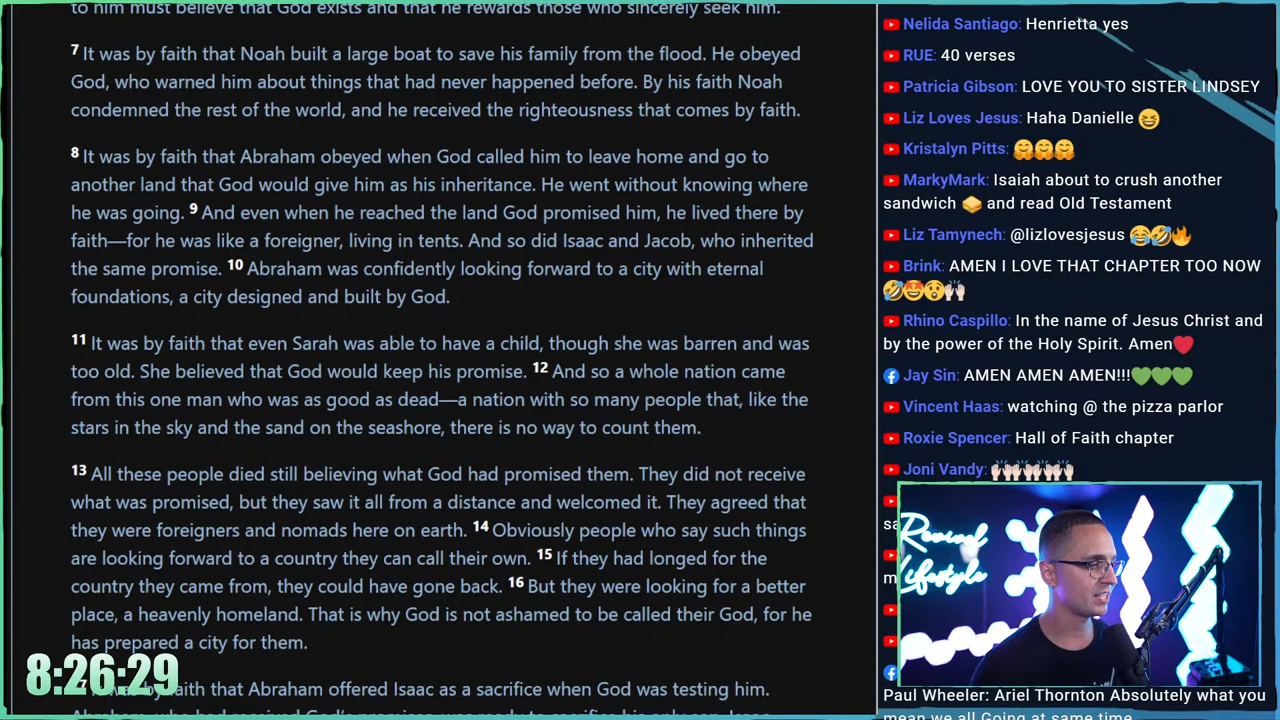 to him must believe that God exists and that he rewards those who sincerely seek him.
7 It was by faith that Noah built a large boat to save his family from the flood. He obeyed
God, who warned him about things that had never happened before. By his faith Noah
condemned the rest of the world, and he received the righteousness that comes by faith.
8 It was by faith that Abraham obeyed when God called him to leave home and go to
another land that God would give him as his inheritance. He went without knowing where
he was going. 9 And even when he reached the land God promised him, he lived there by
faith—for he was like a foreigner, living in tents. And so did Isaac and Jacob, who inherited
the same promise. 10 Abraham was confidently looking forward to a city with eternal
foundations, a city designed and built by God.
11 It was by faith that even Sarah was able to have a child, though she was barren and was
too old. She believed that God would keep his promise. 12 And so a whole nation came
from this one man who was as good as dead—a nation with so many people that, like the
stars in the sky and the sand on the seashore, there is no way to count them.
13 All these people died still believing what God had promised them. They did not receive
what was promised, but they saw it all from a distance and welcomed it. They agreed that
they were foreigners and nomads here on earth. 14 Obviously people who say such things
are looking forward to a country they can call their own. 15 If they had longed for the
country they came from, they could have gone back. 16 But they were looking for a better
place, a heavenly homeland. That is why God is not ashamed to be called their God, for he
has prepared a city for them.
faith that Abraham offered Isaac as a sacrifice when God was testing him.
8:26:29
Nelida Santiago: Henrietta yes
RUE: 40 verses
Patricia Gibson: LOVE YOU TO SISTER LINDSEY
Liz Loves Jesus: Haha Danielle 😆
Kristalyn Pitts: 🤗🤗🤗
MarkyMark: Isaiah about to crush another
sandwich 🥪 and read Old Testament
Liz Tamynech: @lizlovesjesus 😂🤣🔥
Brink: AMEN I LOVE THAT CHAPTER TOO NOW
🤣🤩😲🙌🏻
Rhino Caspillo: In the name of Jesus Christ and
by the power of the Holy Spirit. Amen❤️
Jay Sin: AMEN AMEN AMEN!!!💚💚💚
Vincent Haas: watching @ the pizza parlor
Roxie Spencer: Hall of Faith chapter
Joni Vandy: 🙌🏻🙌🏻🙌🏻🙌🏻
Revival
Lifestyle
Paul Wheeler: Ariel Thornton Absolutely what you
mean we all Going at same time